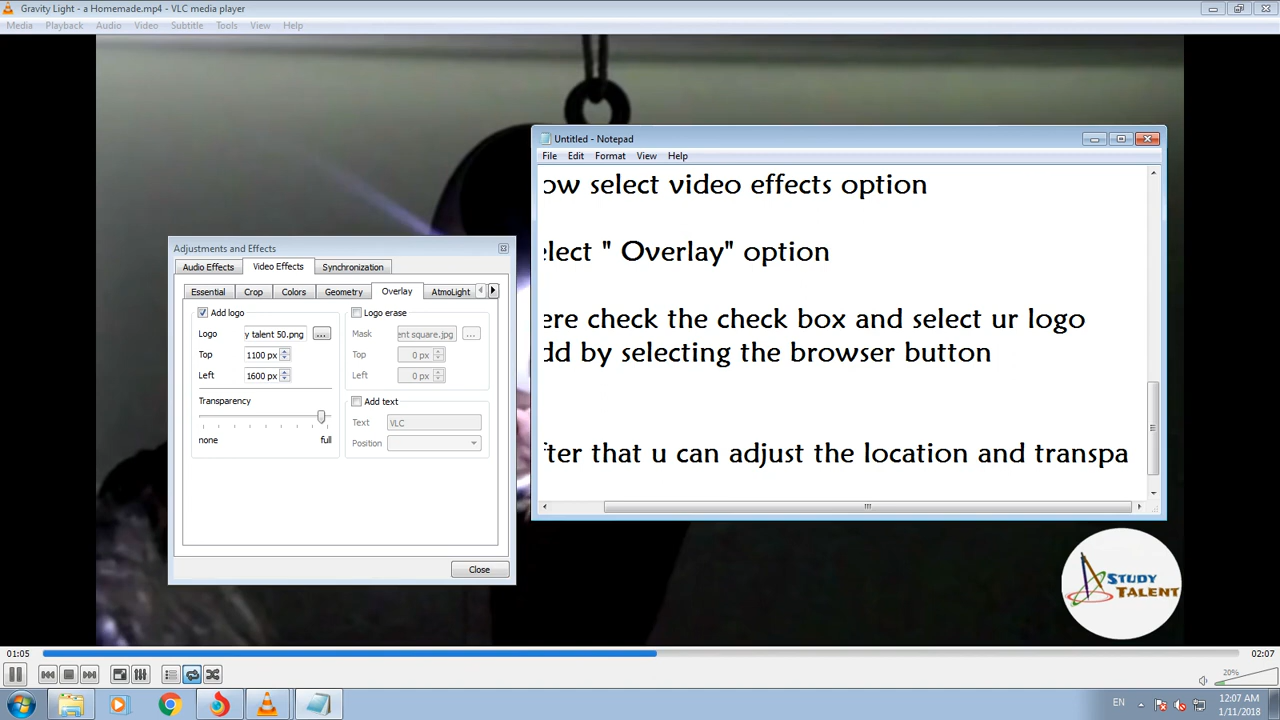 Gravity Light - a Homemade.mp4 - VLC media player
Media Playback Audio Video Subtitle Tools View Help
Untitled - Notepad
File Edit Format View Help
ow select video effects option
elect " Overlay" option
ere check the check box and select ur logo
dd by selecting the browser button
fter that u can adjust the location and transpa
Adjustments and Effects
Audio Effects Video Effects Synchronization
Essential Crop Colors Geometry Overlay AtmoLight
Add logo
Logo y talent 50.png ...
Top 1100 px
Left 1600 px
Transparency
none full
Logo erase
Mask ent square.jpg ...
Top 0 px
Left 0 px
Add text
Text VLC
Position
Close
STUDY
TALENT
01:05 02:07
20%
EN 12:07 AM
1/11/2018